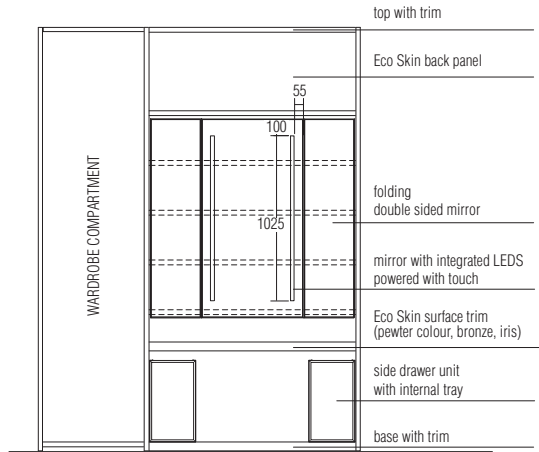 top with trim
Eco Skin back panel
55
100
WARDROBE COMPARTMENT
folding
double sided mirror
1025
mirror with integrated LEDS
powered with touch
Eco Skin surface trim
(pewter colour, bronze, iris)
side drawer unit
with internal tray
base with trim